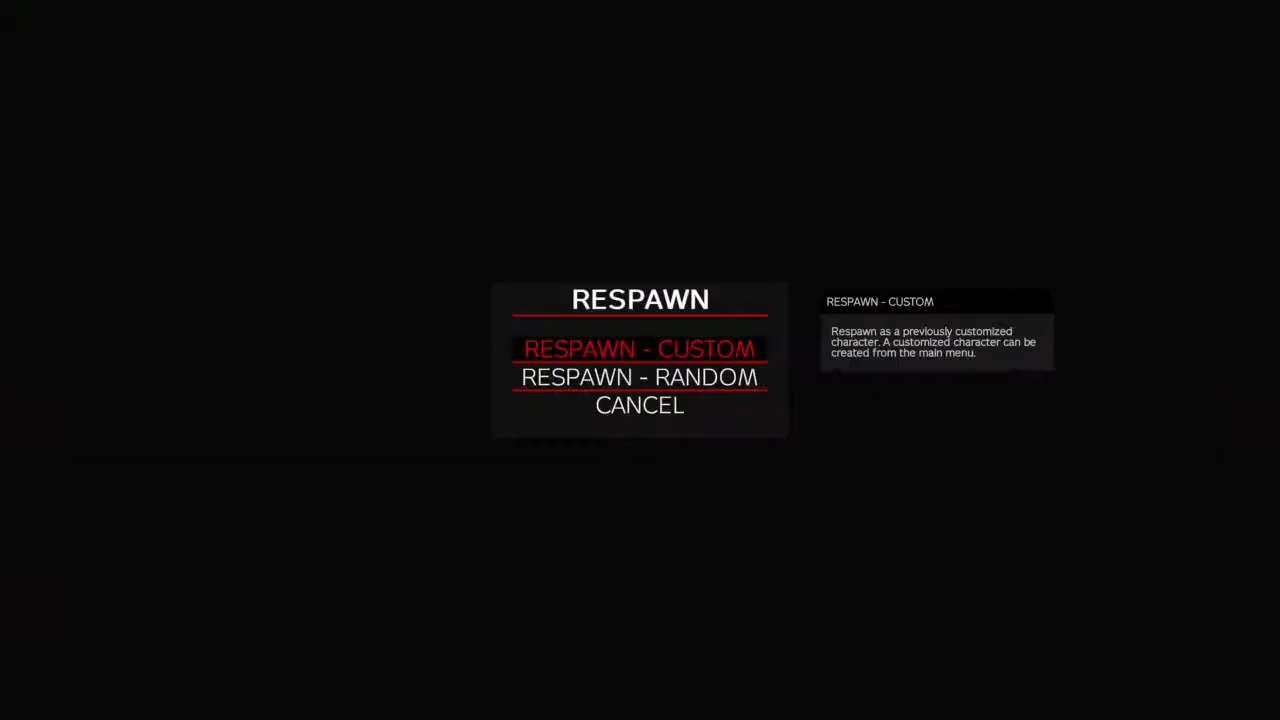 RESPAWN
RESPAWN - CUSTOM
RESPAWN - RANDOM
CANCEL
RESPAWN - CUSTOM
Respawn as a previously customized
character. A customized character can be
created from the main menu.